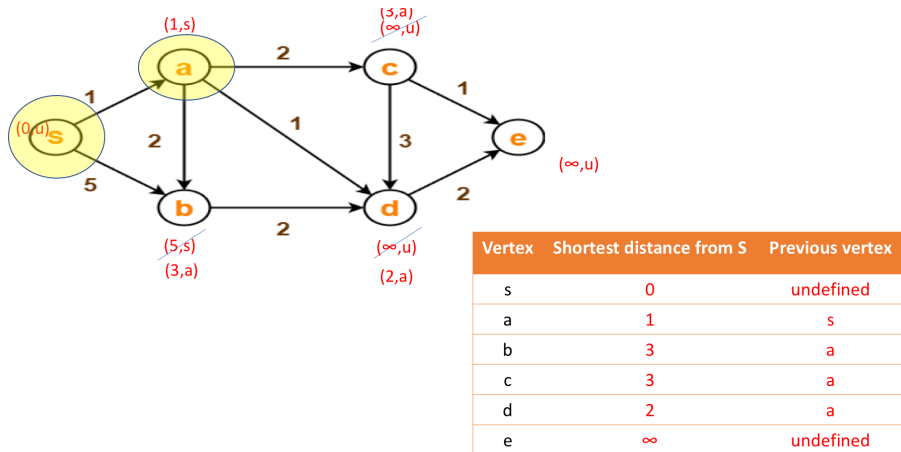 (3,a)
(∞,u)
(1,s)
2
a
c
1
1
(0,u)
s
2
1
3
e
5
2
(∞,u)
b
2
d
(5,s)
(∞,u)
(3,a)
(2,a)
Vertex Shortest distance from S Previous vertex
s 0 undefined
a 1 s
b 3 a
c 3 a
d 2 a
e ∞ undefined